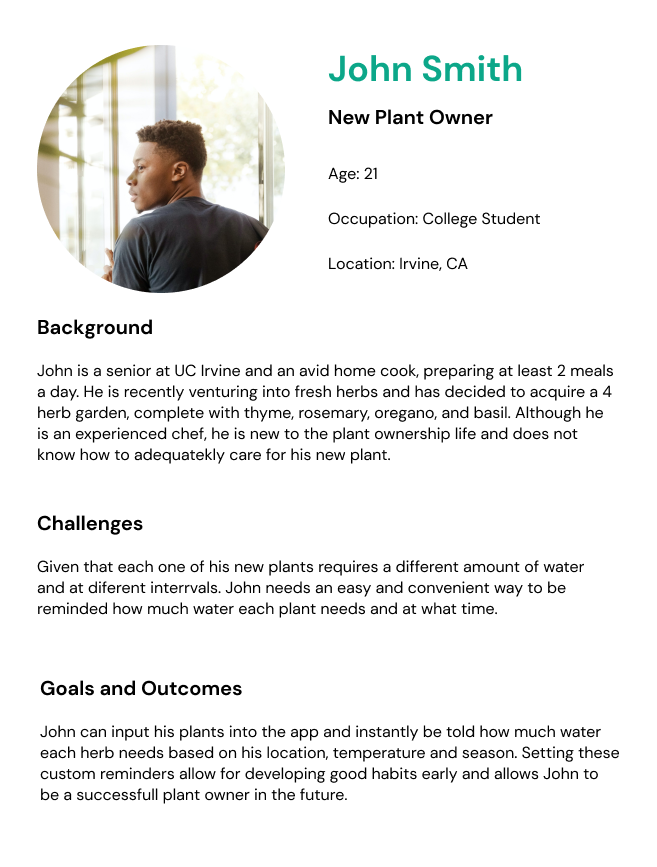 John Smith
New Plant Owner
Age: 21
Occupation: College Student
Location: Irvine, CA
Background
John is a senior at UC Irvine and an avid home cook, preparing at least 2 meals
a day. He is recently venturing into fresh herbs and has decided to acquire a 4
herb garden, complete with thyme, rosemary, oregano, and basil. Although he
is an experienced chef, he is new to the plant ownership life and does not
know how to adequatekly care for his new plant.
Challenges
Given that each one of his new plants requires a different amount of water
and at diferent interrvals. John needs an easy and convenient way to be
reminded how much water each plant needs and at what time.
Goals and Outcomes
John can input his plants into the app and instantly be told how much water
each herb needs based on his location, temperature and season. Setting these
custom reminders allow for developing good habits early and allows John to
be a successfull plant owner in the future.